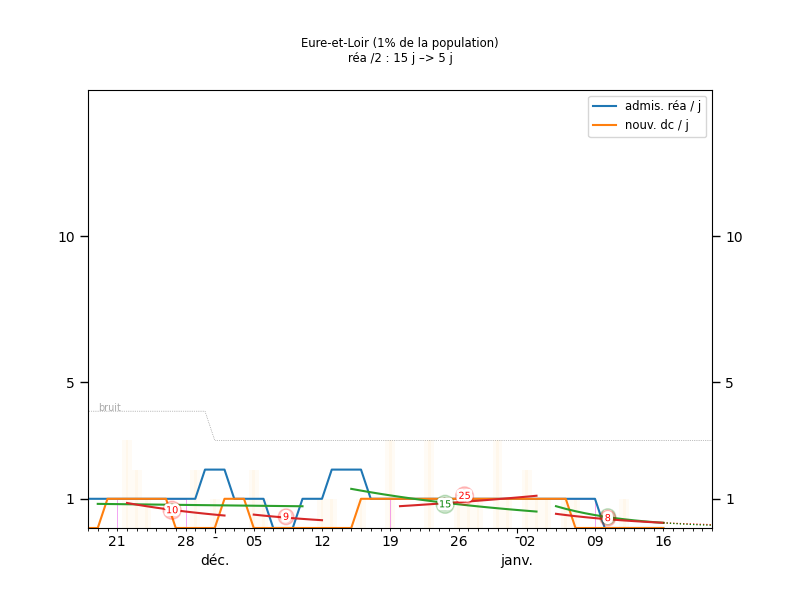 Eure-et-Loir (1% de la population)
réa /2 : 15 j –> 5 j
admis. réa / j
nouv. dc / j
10 10
5 5
bruit
1 1
10 9 15 25 8
21 28 - 05 12 19 26 - 02 09 16
déc. janv.